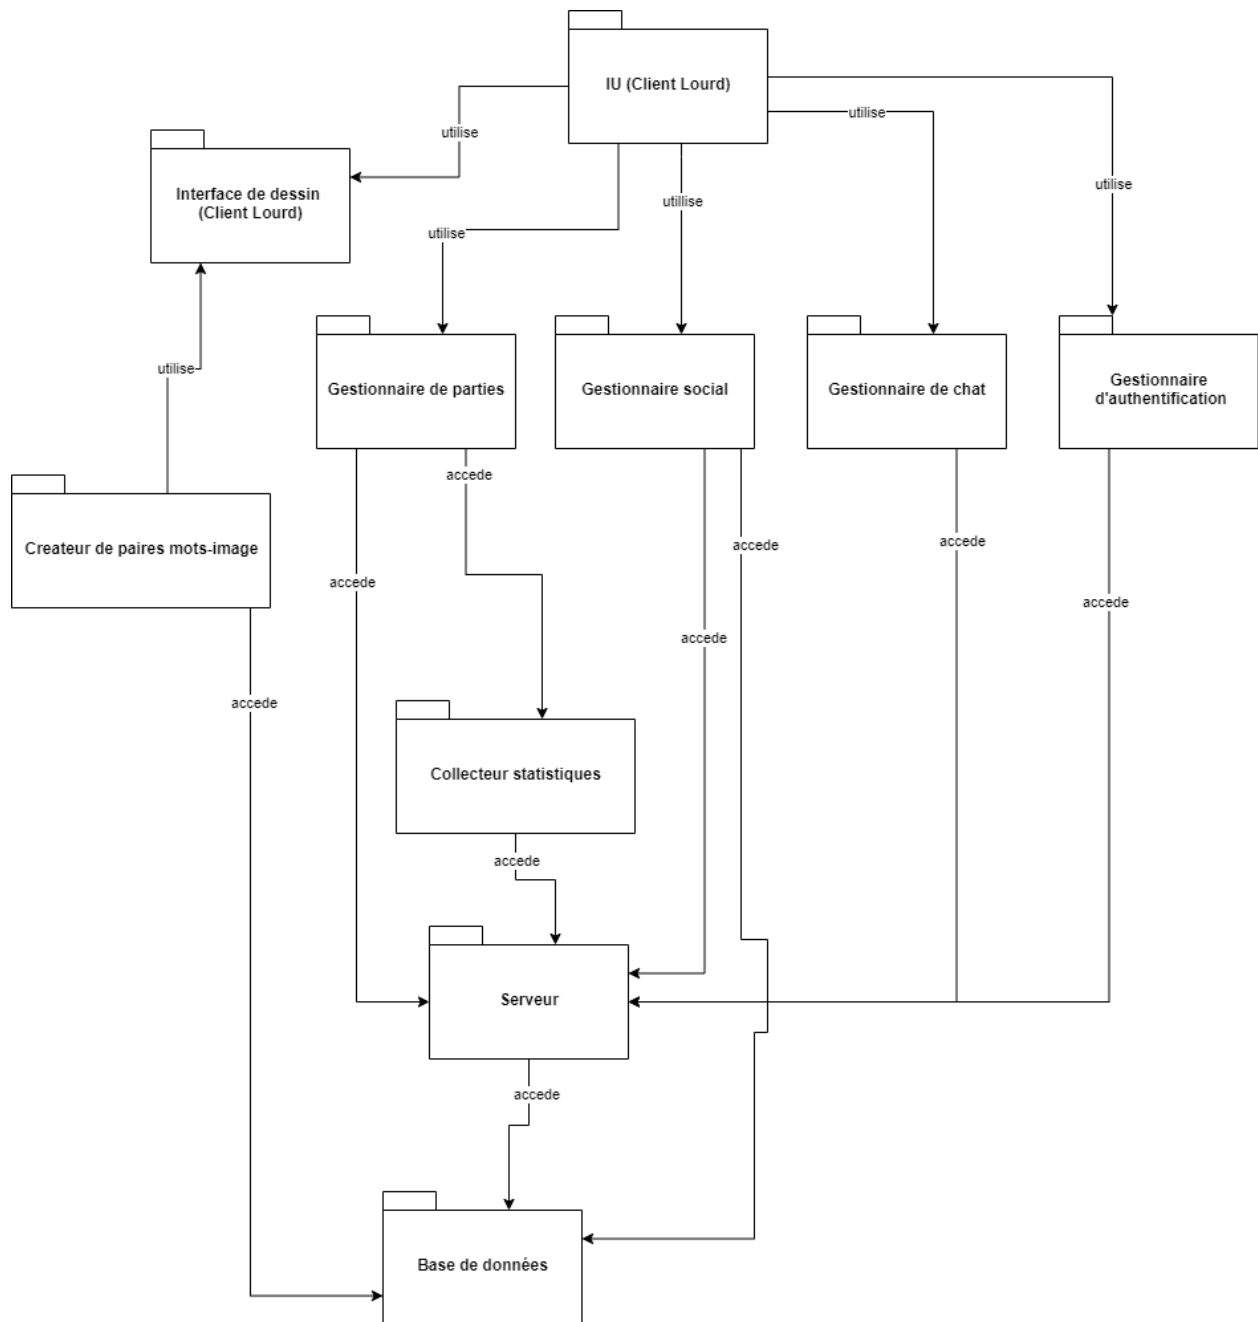 IU (Client Lourd)
utilise
utilise
utilise
Interface de dessin
(Client Lourd)
utillise
utilise
utilise
Gestionnaire de parties
Gestionnaire social
Gestionnaire de chat
Gestionnaire
d'authentification
accede
Createur de paires mots-image
accede
accede
accede
accede
accede
accede
Collecteur statistiques
accede
Serveur
accede
Base de données